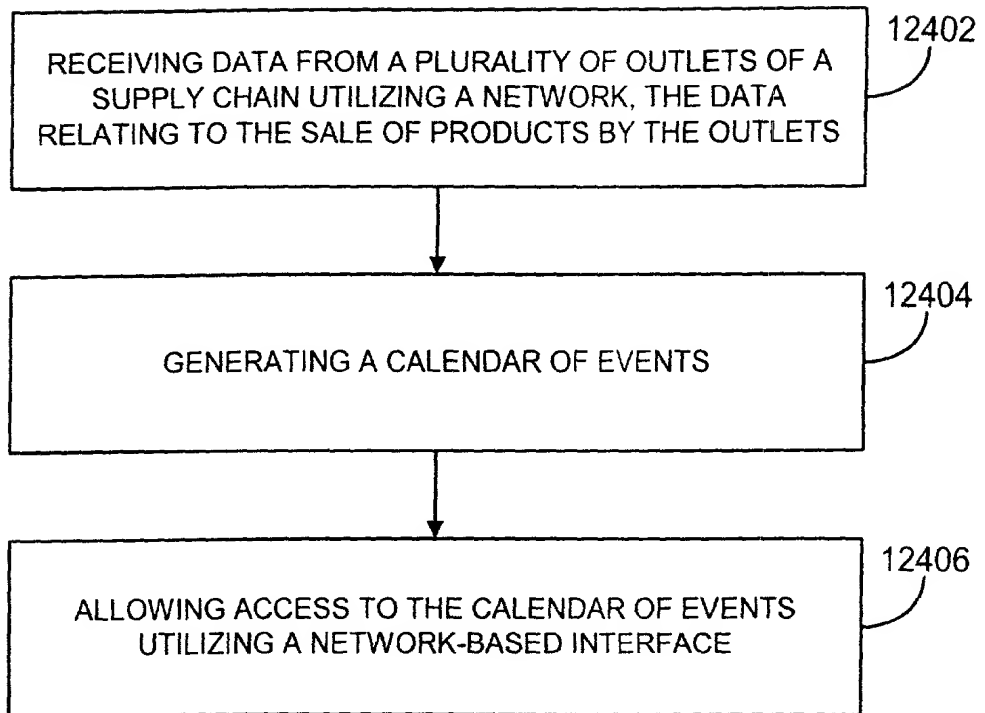 12402
RECEIVING DATA FROM A PLURALITY OF OUTLETS OF A
SUPPLY CHAIN UTILIZING A NETWORK, THE DATA
RELATING TO THE SALE OF PRODUCTS BY THE OUTLETS
12404
GENERATING A CALENDAR OF EVENTS
12406
ALLOWING ACCESS TO THE CALENDAR OF EVENTS
UTILIZING A NETWORK-BASED INTERFACE